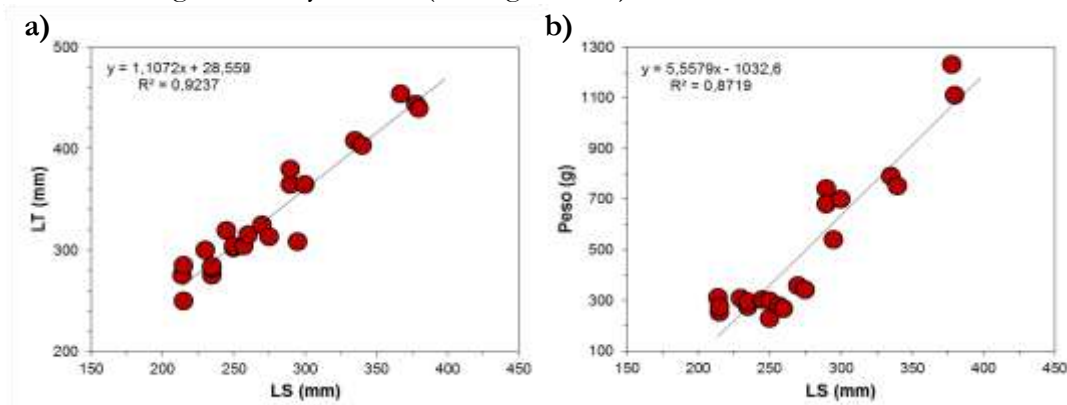 a)
500
400
300
200
LT (mm)
y = 1,1072x + 28,559
R² = 0,9237
150 200 250 300 350 400 450
LS (mm)
b)
1300
1100
900
700
500
300
100
Peso (g)
y = 5,5579x - 1032,6
R² = 0,8719
150 200 250 300 350 400 450
LS (mm)